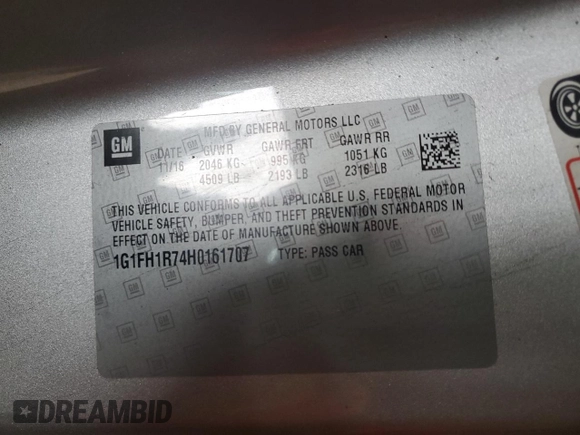 MFD BY GENERAL MOTORS LLC
GM
DATE GVWR GAWR FRT GAWR RR
11/16 2046 KG 995 KG 1051 KG
4509 LB 2193 LB 2316 LB
THIS VEHICLE CONFORMS TO ALL APPLICABLE U.S. FEDERAL MOTOR
VEHICLE SAFETY, BUMPER, AND THEFT PREVENTION STANDARDS IN
EFFECT ON THE DATE OF MANUFACTURE SHOWN ABOVE.
1G1FH1R74H0161707 TYPE: PASS CAR
DREAMBID